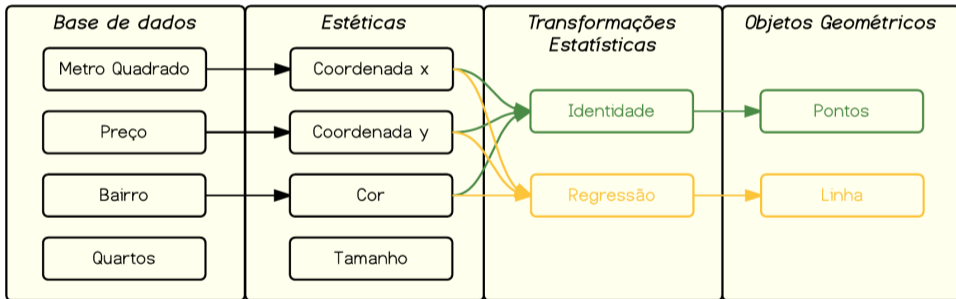 Base de dados
Estéticas
Transformações
Estatísticas
Objetos Geométricos
Metro Quadrado
Coordenada x
Identidade
Pontos
Preço
Coordenada y
Bairro
Cor
Regressão
Linha
Quartos
Tamanho